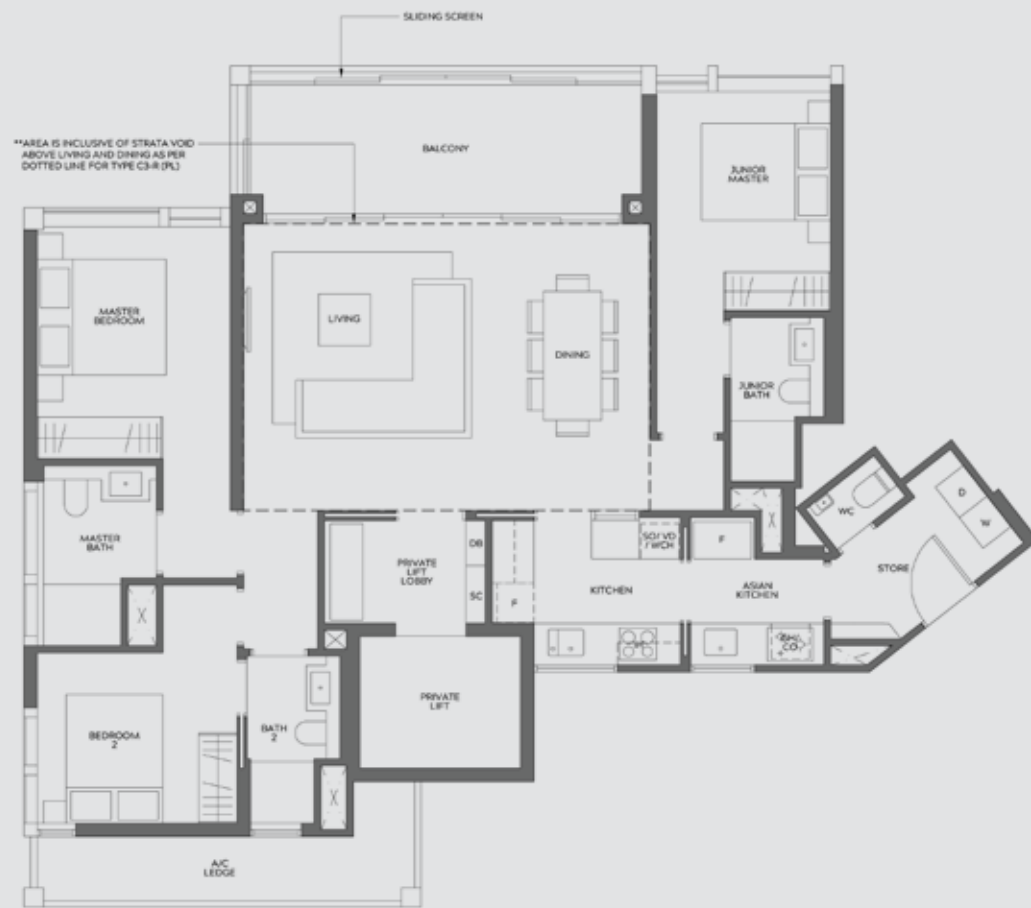 SLIDING SCREEN
**AREA IS INCLUSIVE OF STRATA VOID
ABOVE LIVING AND DINING AS PER
DOTTED LINE FOR TYPE C3-R (PL)
BALCONY
JUNIOR
MASTER
MASTER
BEDROOM
LIVING
DINING
JUNIOR
BATH
MASTER
BATH
WC
D
W
STORE
PRIVATE
LIFT
LOBBY
DB
SC
F
KITCHEN
SO/ VD
/ WCH
F
ASIAN
KITCHEN
CO
PRIVATE
LIFT
BEDROOM
2
BATH
2
A/C
LEDGE